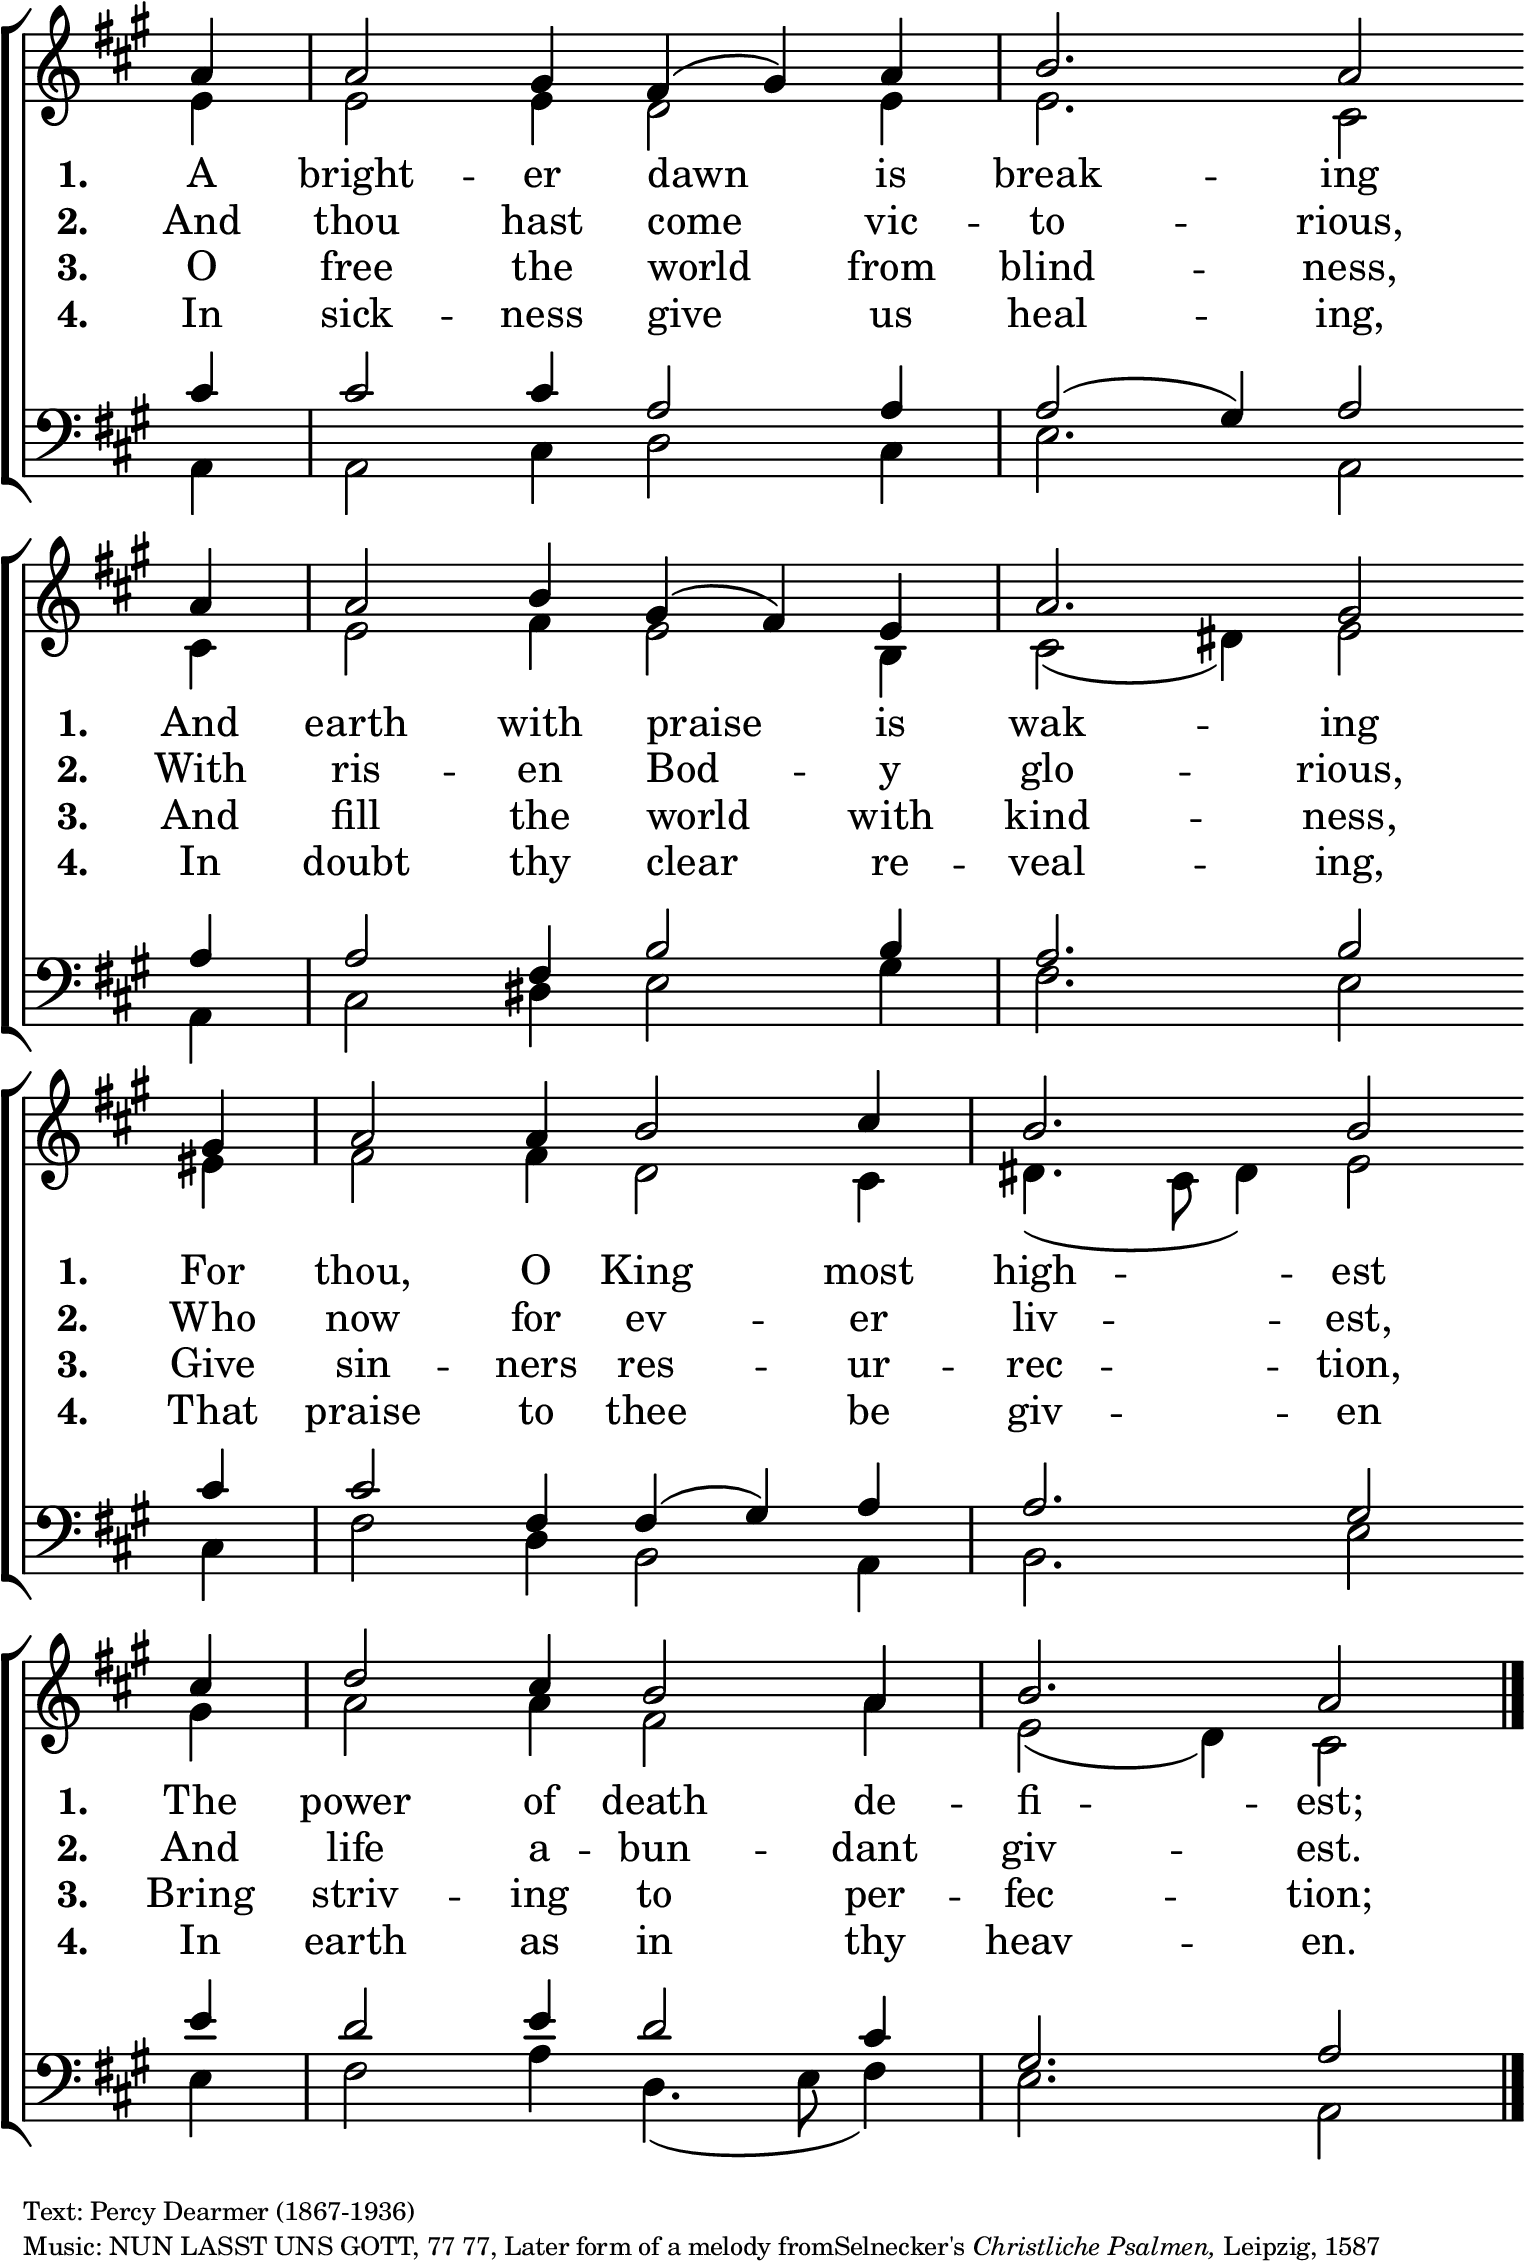 1. A bright -- er dawn is break -- ing
2. And thou hast come vic -- to -- rious,
3. O free the world from blind -- ness,
4. In sick -- ness give us heal -- ing,
1. And earth with praise is wak -- ing
2. With ris -- en Bod -- y glo -- rious,
3. And fill the world with kind -- ness,
4. In doubt thy clear re -- veal -- ing,
1. For thou, O King most high -- -- est
2. Who now for ev -- er liv -- -- est,
3. Give sin -- ners res -- ur -- rec -- -- tion,
4. That praise to thee be giv -- -- en
1. The power of death de -- fi -- -- est;
2. And life a -- bun -- dant giv -- est.
3. Bring striv -- ing to per -- fec -- tion;
4. In earth as in thy heav -- en.
Text: Percy Dearmer (1867-1936)
Music: NUN LASST UNS GOTT, 77 77, Later form of a melody fromSelnecker's Christliche Psalmen, Leipzig, 1587